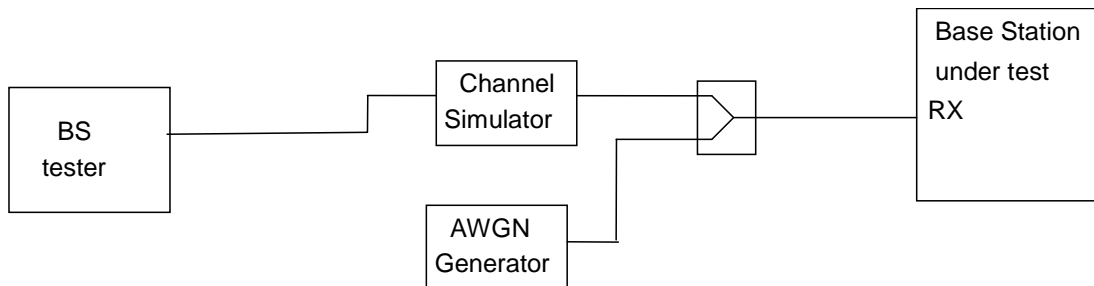 BS
tester
Channel
Simulator
AWGN
Generator
Base Station
under test
RX